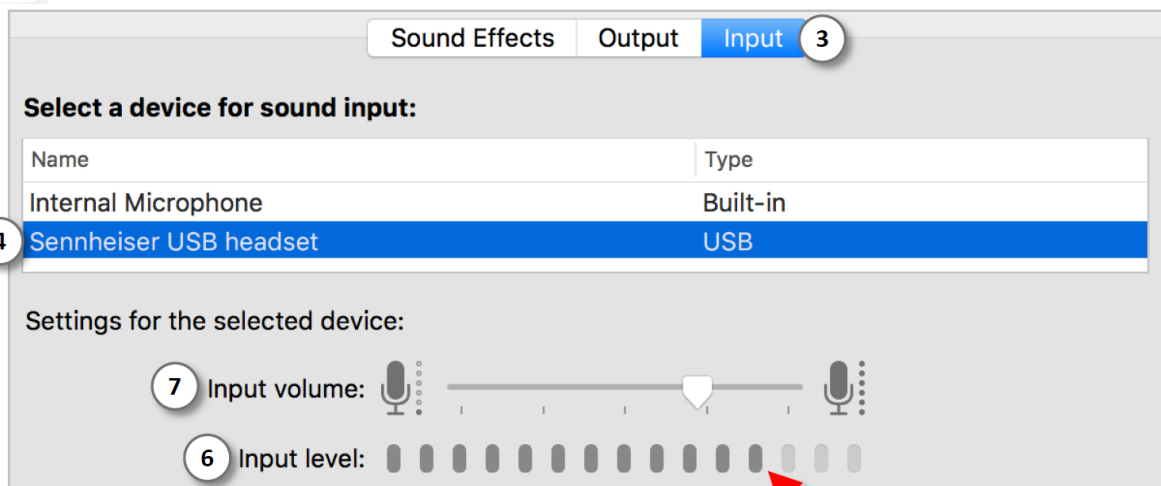 Sound Effects Output Input 3
Select a device for sound input:
Name Type
Internal Microphone Built-in
4 Sennheiser USB headset USB
Settings for the selected device:
7 Input volume:
6 Input level: